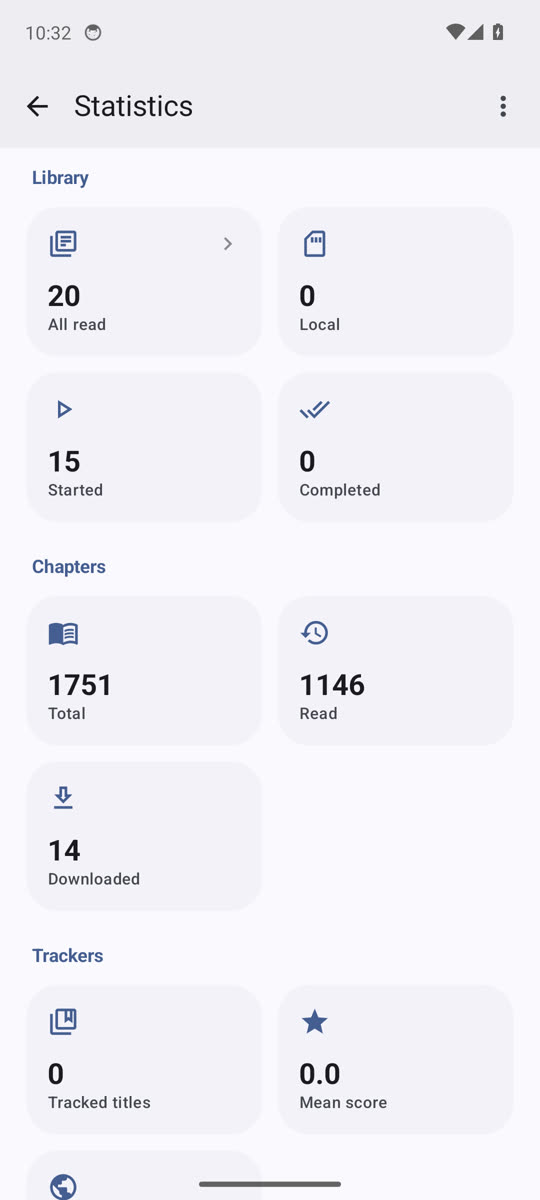 10:32
Statistics
Library
20
All read
0
Local
15
Started
0
Completed
Chapters
1751
Total
1146
Read
14
Downloaded
Trackers
0
Tracked titles
0.0
Mean score